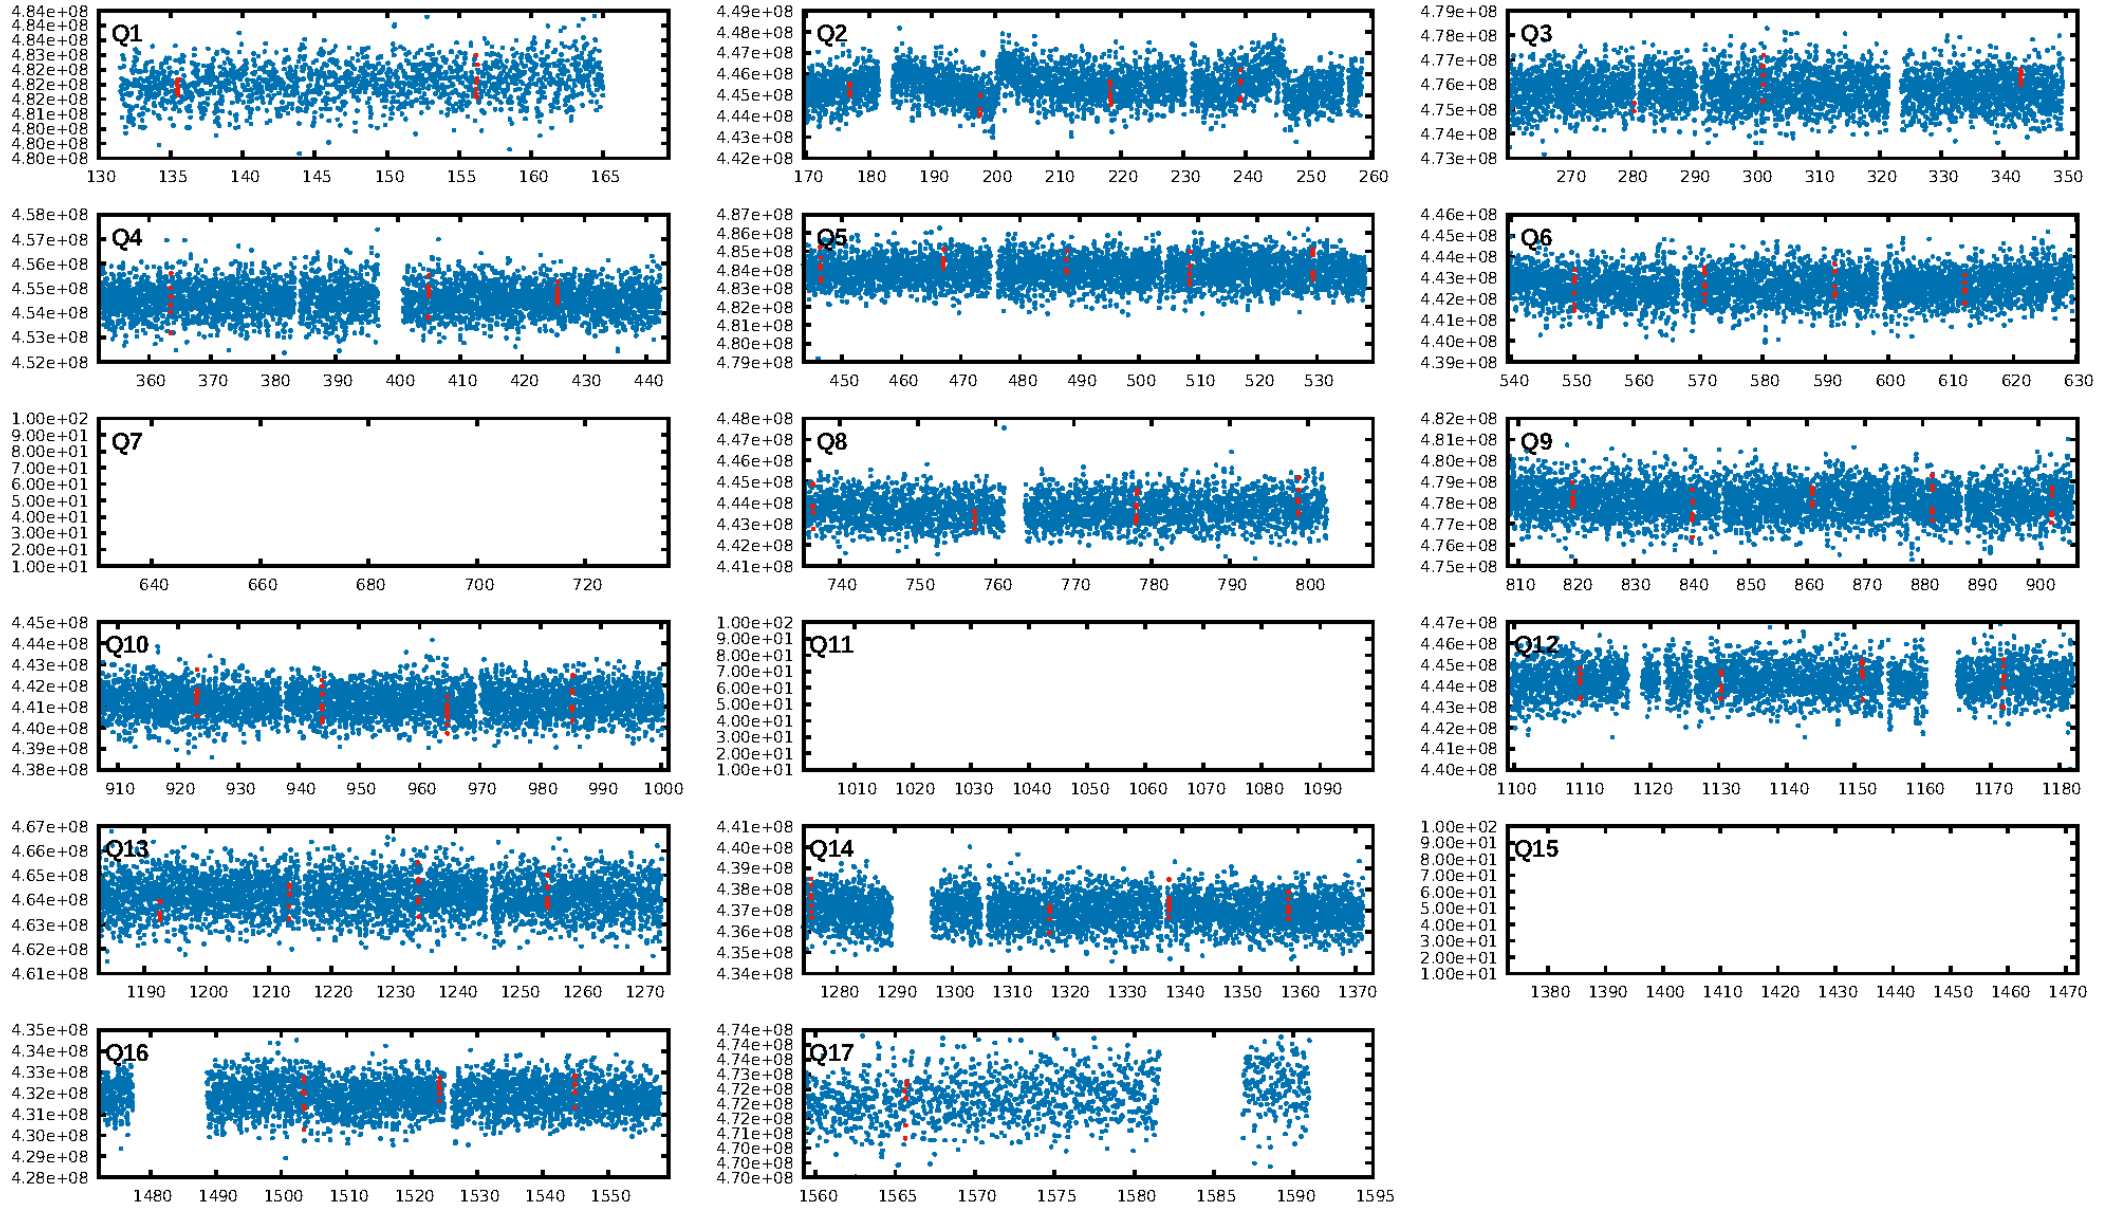 Q1
4.84e+08
4.84e+08
4.83e+08
4.83e+08
4.82e+08
4.82e+08
4.82e+08
4.81e+08
4.80e+08
4.80e+08
4.80e+08
130 135 140 145 150 155 160 165
Q2
4.49e+08
4.48e+08
4.47e+08
4.46e+08
4.45e+08
4.44e+08
4.43e+08
4.42e+08
170 180 190 200 210 220 230 240 250 260
Q3
4.79e+08
4.78e+08
4.77e+08
4.76e+08
4.75e+08
4.74e+08
4.73e+08
270 280 290 300 310 320 330 340 350
Q4
4.58e+08
4.57e+08
4.56e+08
4.55e+08
4.54e+08
4.53e+08
4.52e+08
360 370 380 390 400 410 420 430 440
Q5
4.87e+08
4.86e+08
4.85e+08
4.84e+08
4.83e+08
4.82e+08
4.81e+08
4.80e+08
4.79e+08
450 460 470 480 490 500 510 520 530
Q6
4.46e+08
4.45e+08
4.44e+08
4.43e+08
4.42e+08
4.41e+08
4.40e+08
4.39e+08
540 550 560 570 580 590 600 610 620 630
Q7
1.00e+02
9.00e+01
8.00e+01
7.00e+01
6.00e+01
5.00e+01
4.00e+01
3.00e+01
2.00e+01
1.00e+01
640 660 680 700 720
Q8
4.48e+08
4.47e+08
4.46e+08
4.45e+08
4.44e+08
4.43e+08
4.42e+08
4.41e+08
740 750 760 770 780 790 800
Q9
4.82e+08
4.81e+08
4.80e+08
4.79e+08
4.78e+08
4.77e+08
4.76e+08
4.75e+08
810 820 830 840 850 860 870 880 890 900
Q10
4.45e+08
4.44e+08
4.43e+08
4.42e+08
4.41e+08
4.40e+08
4.39e+08
4.38e+08
910 920 930 940 950 960 970 980 990 1000
Q11
1.00e+02
9.00e+01
8.00e+01
7.00e+01
6.00e+01
5.00e+01
4.00e+01
3.00e+01
2.00e+01
1.00e+01
1010 1020 1030 1040 1050 1060 1070 1080 1090
Q12
4.47e+08
4.46e+08
4.45e+08
4.44e+08
4.43e+08
4.42e+08
4.41e+08
4.40e+08
1100 1110 1120 1130 1140 1150 1160 1170 1180
Q13
4.67e+08
4.66e+08
4.65e+08
4.64e+08
4.63e+08
4.62e+08
4.61e+08
1190 1200 1210 1220 1230 1240 1250 1260 1270
Q14
4.41e+08
4.40e+08
4.39e+08
4.38e+08
4.37e+08
4.36e+08
4.35e+08
4.34e+08
1280 1290 1300 1310 1320 1330 1340 1350 1360 1370
Q15
1.00e+02
9.00e+01
8.00e+01
7.00e+01
6.00e+01
5.00e+01
4.00e+01
3.00e+01
2.00e+01
1.00e+01
1380 1390 1400 1410 1420 1430 1440 1450 1460 1470
Q16
4.35e+08
4.34e+08
4.33e+08
4.32e+08
4.31e+08
4.30e+08
4.29e+08
4.28e+08
1480 1490 1500 1510 1520 1530 1540 1550
Q17
4.74e+08
4.74e+08
4.73e+08
4.73e+08
4.72e+08
4.72e+08
4.72e+08
4.71e+08
4.70e+08
4.70e+08
4.70e+08
1560 1565 1570 1575 1580 1585 1590 1595